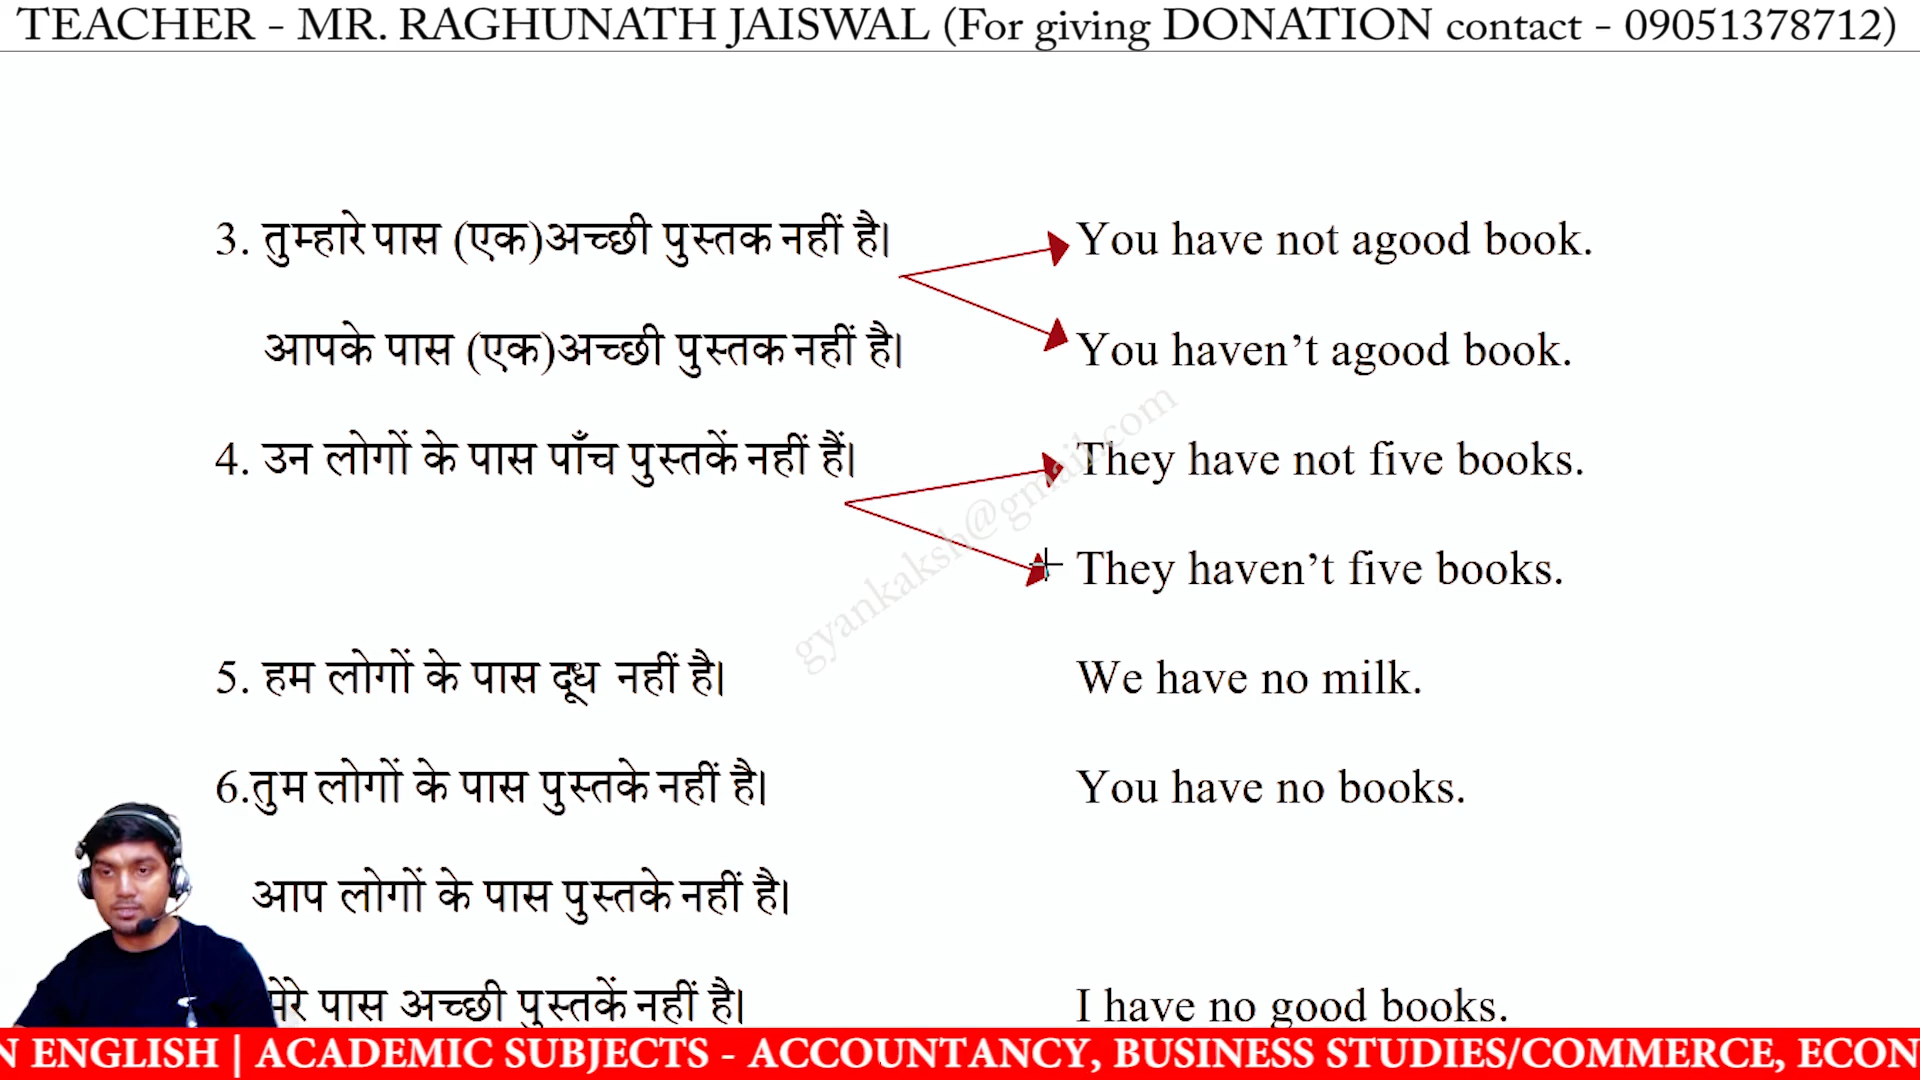 TEACHER - MR. RAGHUNATH JAISWAL (For giving DONATION contact - 09051378712)
3. तुम्हारे पास (एक)अच्छी पुस्तक नहीं है। You have not agood book.
आपके पास (एक)अच्छी पुस्तक नहीं है। You haven’t agood book.
4. उन लोगों के पास पाँच पुस्तकें नहीं हैं। They have not five books.
They haven’t five books.
gyankaksh@gmail.com
5. हम लोगों के पास दूध नहीं है। We have no milk.
6.तुम लोगों के पास पुस्तके नहीं है। You have no books.
आप लोगों के पास पुस्तके नहीं है।
मेरे पास अच्छी पुस्तकें नहीं है। I have no good books.
N ENGLISH | ACADEMIC SUBJECTS - ACCOUNTANCY, BUSINESS STUDIES/COMMERCE, ECON